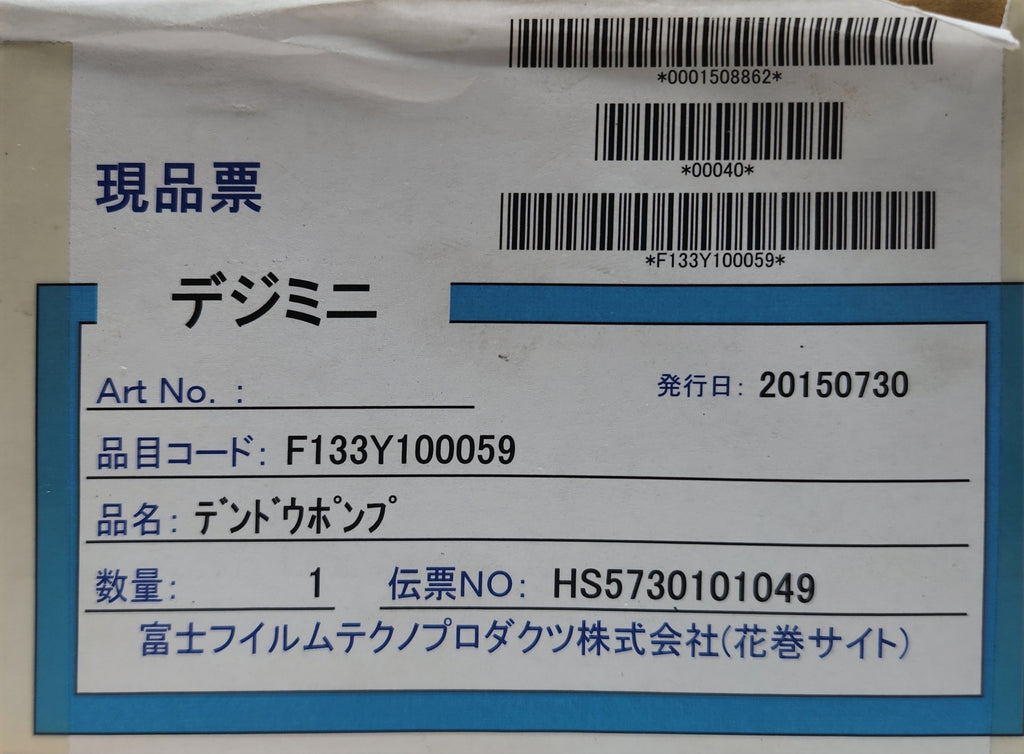 *0001508862*
*00040*
現品票
*F133Y100059*
デジミニ
Art No. :
発行日: 20150730
品目コード: F133Y100059
品名: ﾃﾞﾝﾄﾞｳﾎﾟﾝﾌﾟ
数量: 1 伝票NO: HS5730101049
富士フイルムテクノプロダクツ株式会社(花巻サイト)